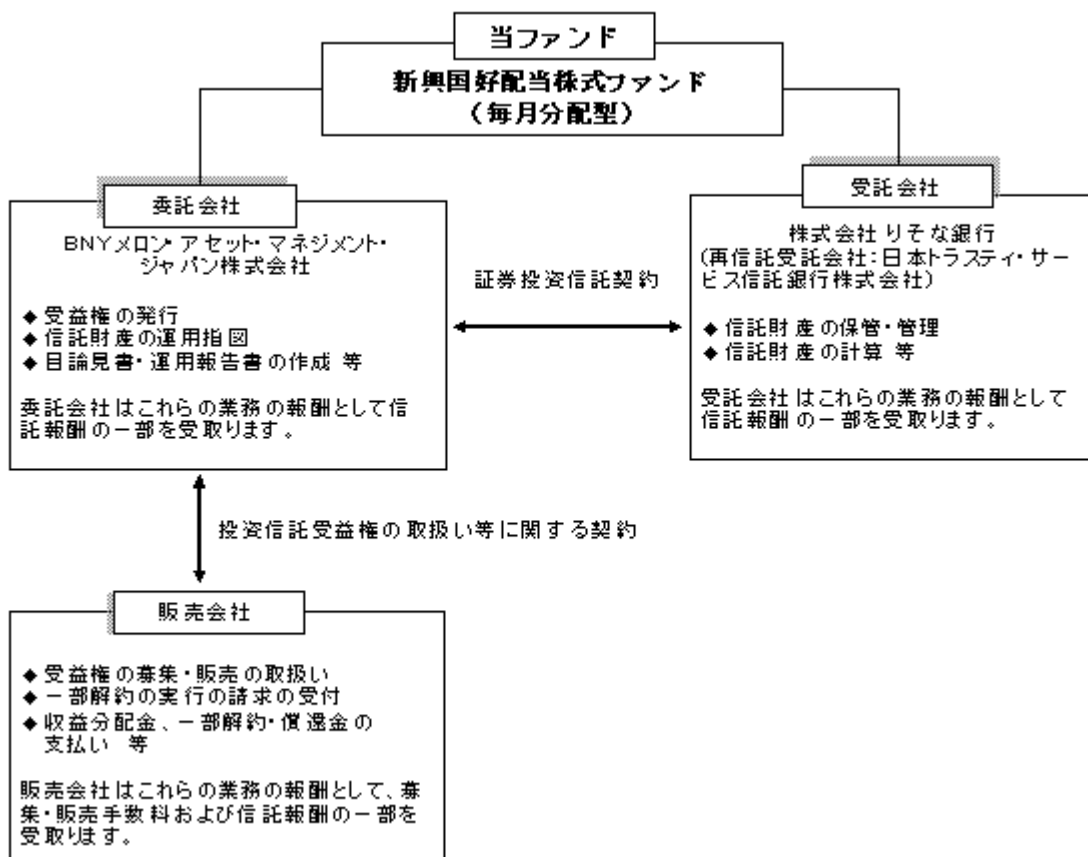 当ファンド
新興国好配当株式ファンド
（毎月分配型）
委託会社
BNYメロン・アセット・マネジメント・
ジャパン株式会社
◆ 受益権の発行
◆ 信託財産の運用指図
◆ 目論見書・運用報告書の作成 等
委託会社はこれらの業務の報酬として信
託報酬の一部を受取ります。
証券投資信託契約
受託会社
株式会社りそな銀行
(再信託受託会社:日本トラスティ・サー
ビス信託銀行株式会社)
◆ 信託財産の保管・管理
◆ 信託財産の計算 等
受託会社はこれらの業務の報酬として
信託報酬の一部を受取ります。
投資信託受益権の取扱い等に関する契約
販売会社
◆ 受益権の募集・販売の取扱い
◆ 一部解約の実行の請求の受付
◆ 収益分配金、一部解約・償還金の
支払い 等
販売会社はこれらの業務の報酬として、募
集・販売手数料および信託報酬の一部を
受取ります。